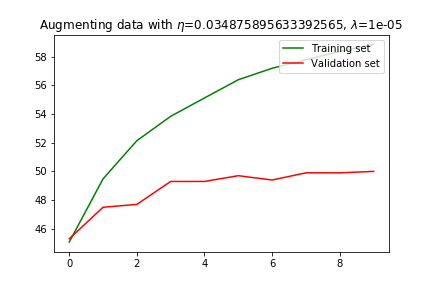 Augmenting data with η=0.034875895633392565, λ=1e-05
Training set
Validation set
58
56
54
52
50
48
46
0 2 4 6 8